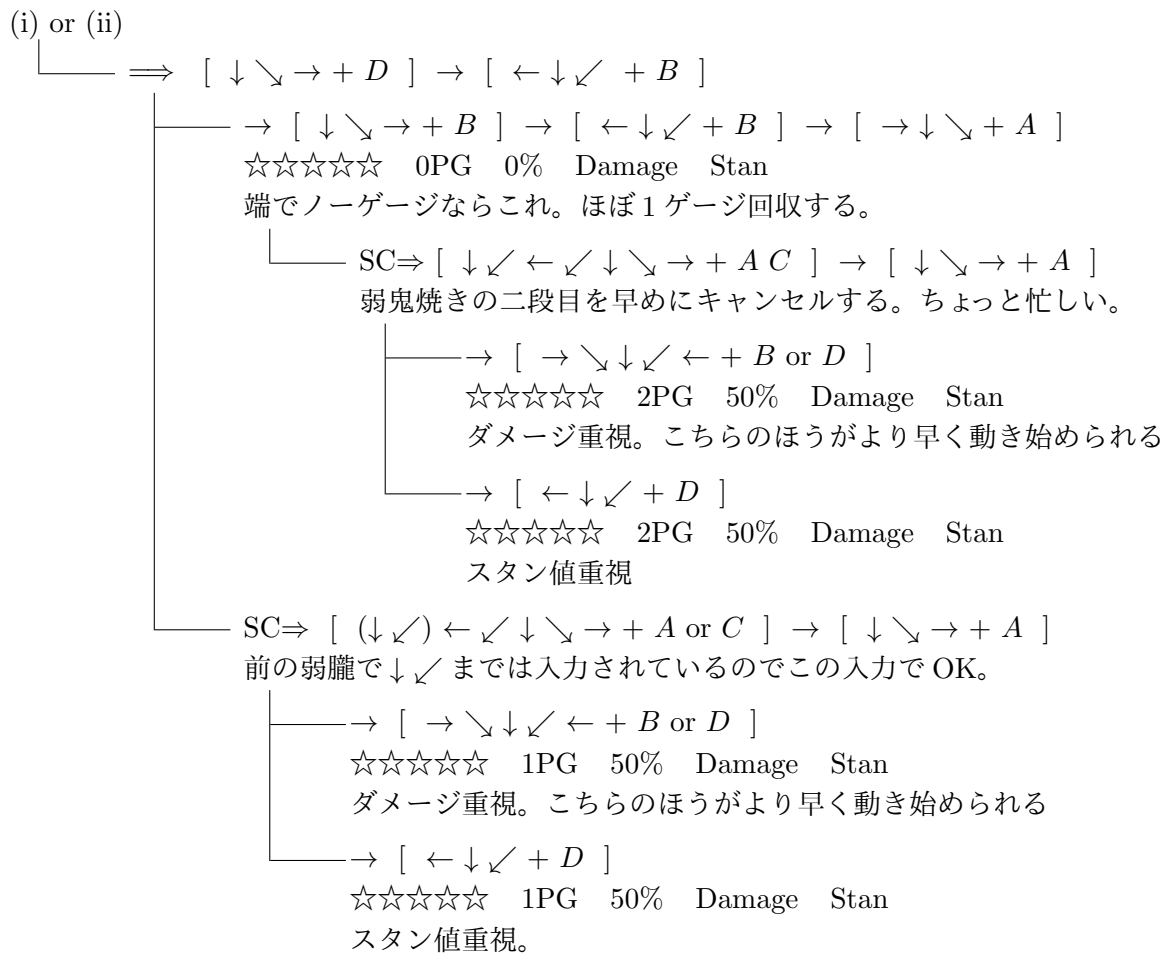 (i) or (ii)
⟹ [ ↓ ↘ → + D ] → [ ← ↓ ↙ + B ]
→ [ ↓ ↘ → + B ] → [ ← ↓ ↙ + B ] → [ → ↓ ↘ + A ]
☆☆☆☆☆ 0PG 0% Damage Stan
端でノーゲージならこれ。ほぼ 1 ゲージ回収する。
SC⇒ [ ↓ ↙ ← ↙ ↓ ↘ → + A C ] → [ ↓ ↘ → + A ]
弱鬼焼きの二段目を早めにキャンセルする。ちょっと忙しい。
→ [ → ↘ ↓ ↙ ← + B or D ]
☆☆☆☆☆ 2PG 50% Damage Stan
ダメージ重視。こちらのほうがより早く動き始められる
→ [ ← ↓ ↙ + D ]
☆☆☆☆☆ 2PG 50% Damage Stan
スタン値重視
SC⇒ [ (↓ ↙) ← ↙ ↓ ↘ → + A or C ] → [ ↓ ↘ → + A ]
前の弱朧で ↓ ↙ までは入力されているのでこの入力で OK。
→ [ → ↘ ↓ ↙ ← + B or D ]
☆☆☆☆☆ 1PG 50% Damage Stan
ダメージ重視。こちらのほうがより早く動き始められる
→ [ ← ↓ ↙ + D ]
☆☆☆☆☆ 1PG 50% Damage Stan
スタン値重視。